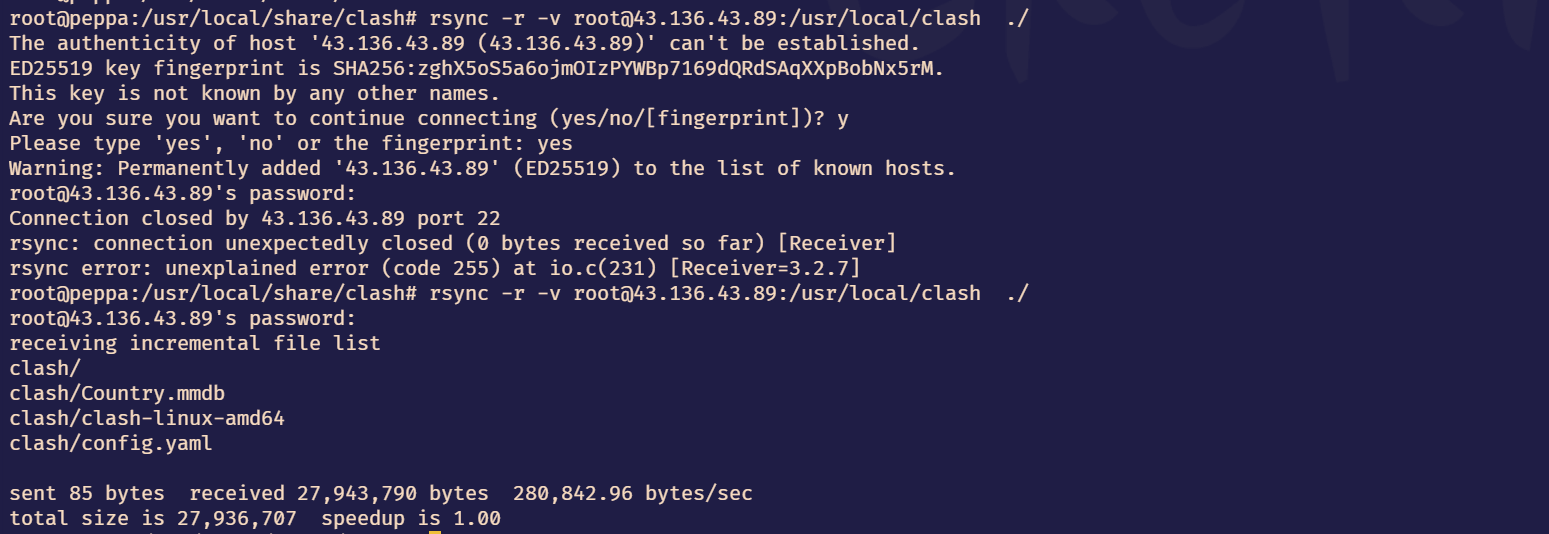 root@peppa:/usr/local/share/clash# rsync -r -v root@43.136.43.89:/usr/local/clash  ./
The authenticity of host '43.136.43.89 (43.136.43.89)' can't be established.
ED25519 key fingerprint is SHA256:zghX5oS5a6ojmOIzPYWBp7169dQRdSAqXXpBobNx5rM.
This key is not known by any other names.
Are you sure you want to continue connecting (yes/no/[fingerprint])? y
Please type 'yes', 'no' or the fingerprint: yes
Warning: Permanently added '43.136.43.89' (ED25519) to the list of known hosts.
root@43.136.43.89's password:
Connection closed by 43.136.43.89 port 22
rsync: connection unexpectedly closed (0 bytes received so far) [Receiver]
rsync error: unexplained error (code 255) at io.c(231) [Receiver=3.2.7]
root@peppa:/usr/local/share/clash# rsync -r -v root@43.136.43.89:/usr/local/clash  ./
root@43.136.43.89's password:
receiving incremental file list
clash/
clash/Country.mmdb
clash/clash-linux-amd64
clash/config.yaml

sent 85 bytes  received 27,943,790 bytes  280,842.96 bytes/sec
total size is 27,936,707  speedup is 1.00